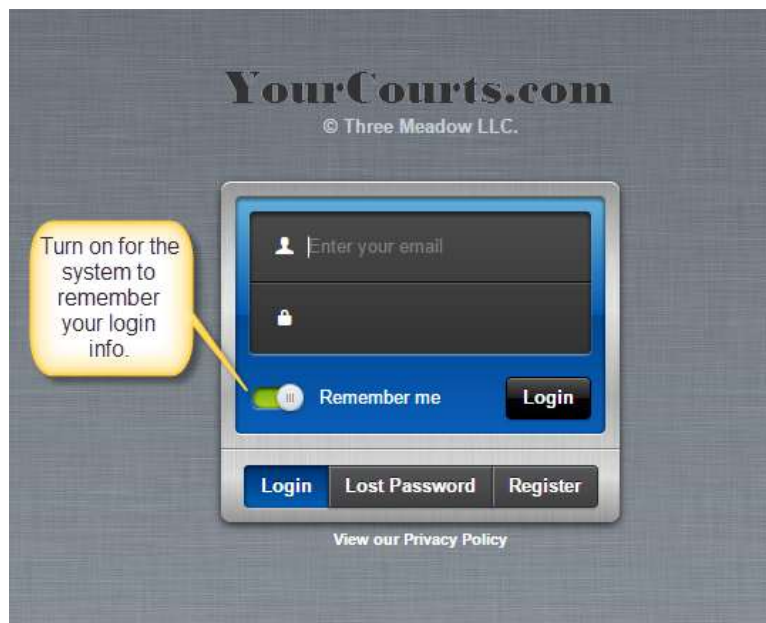 YourCourts.com
© Three Meadow LLC.
Turn on for the
system to
remember
your login
info.
Enter your email
Remember me
Login
Login
Lost Password
Register
View our Privacy Policy